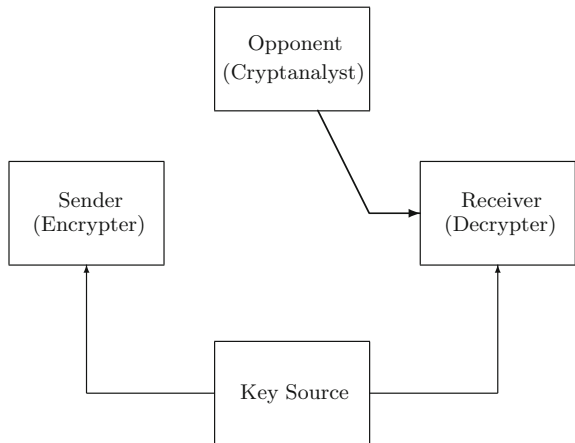 Opponent
(Cryptanalyst)
Sender
(Encrypter)
Receiver
(Decrypter)
Key Source